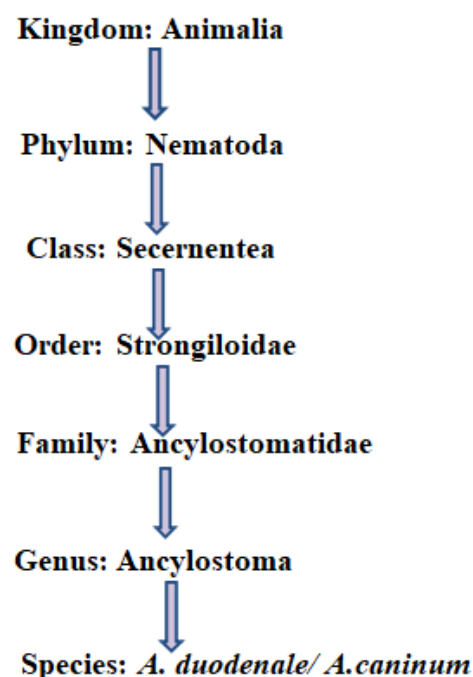 Kingdom: Animalia
Phylum: Nematoda
Class: Secernentea
Order: Strongiloidae
Family: Ancylostomatidae
Genus: Ancylostoma
Species: A. duodenale/ A.caninum